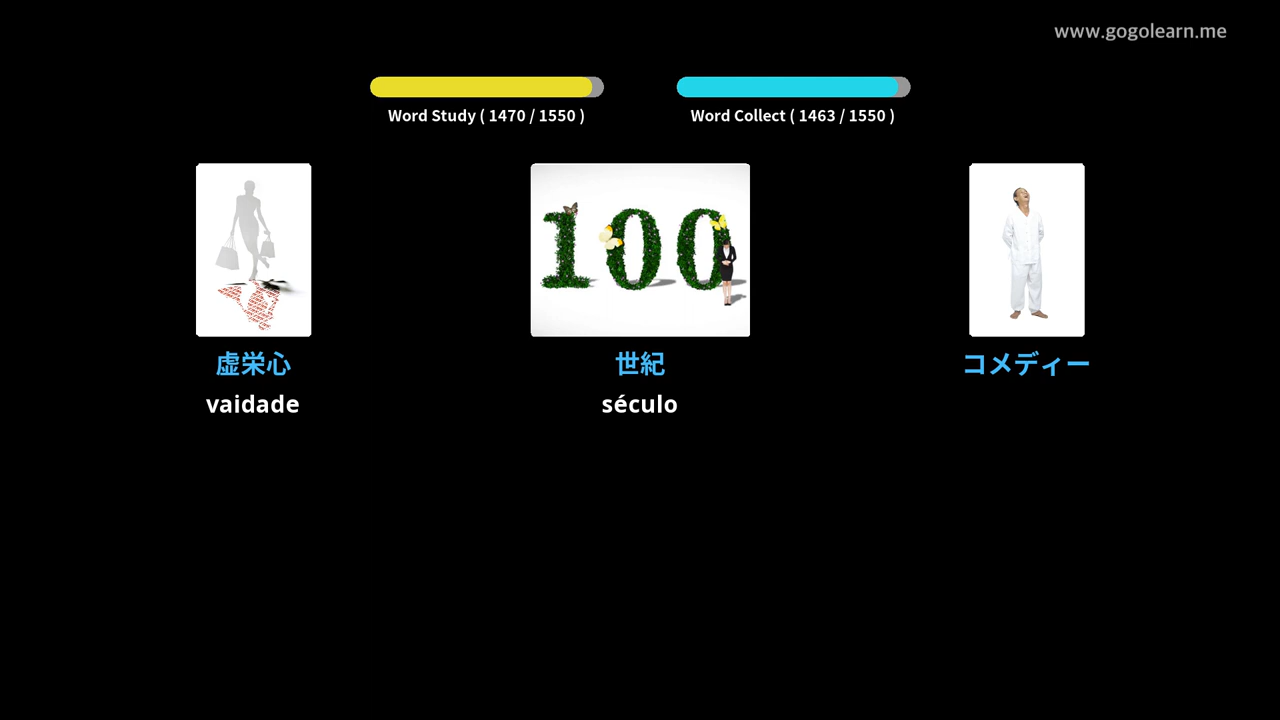 www.gogolearn.me
Word Study ( 1470 / 1550 )
Word Collect ( 1463 / 1550 )
100
虚栄心
世紀
コメディー
vaidade
século